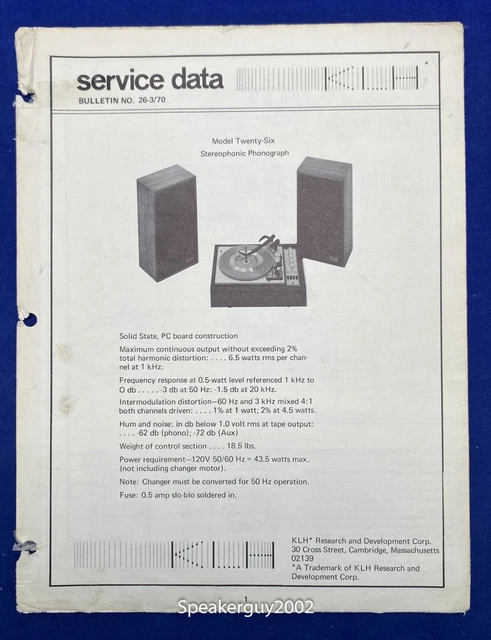 service data
BULLETIN NO. 26-3/70
KLH
Model Twenty-Six
Stereophonic Phonograph
Solid State, PC board construction
Maximum continuous output without exceeding 2%
total harmonic distortion: . . . . 6.5 watts rms per chan-
nel at 1 kHz.
Frequency response at 0.5-watt level referenced 1 kHz to
O db . . . . . -3 db at 50 Hz: -1.5 db at 20 kHz.
Intermodulation distortion—60 Hz and 3 kHz mixed 4:1
both channels driven: . . . . 1% at 1 watt; 2% at 4.5 watts.
Hum and noise: in db below 1.0 volt rms at tape output:
. . . . -62 db (phono); -72 db (Aux)
Weight of control section . . . . 18.5 lbs.
Power requirement—120V 50/60 Hz = 43.5 watts max.
(not including changer motor).
Note: Changer must be converted for 50 Hz operation.
Fuse: 0.5 amp slo-blo soldered in.
KLH
KLH* Research and Development Corp.
30 Cross Street, Cambridge, Massachusetts
02139
*A Trademark of KLH Research and
Development Corp.
1
Speakerguy2002